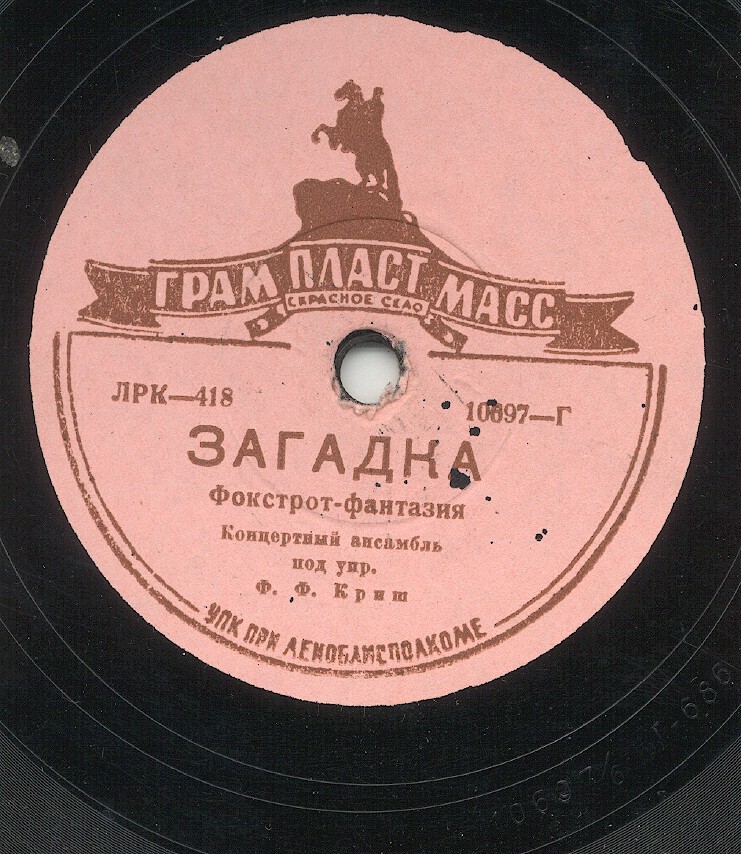 ГРАМ ПЛАСТ МАСС
КРАСНОЕ СЕЛО
ЛРК—418
10697—Г
ЗАГАДКА
Фокстрот-фантазия
Концертный ансамбль
под упр.
Ф. Ф. Криш
УПК ПРИ ЛЕНОБЛИСПОЛКОМЕ